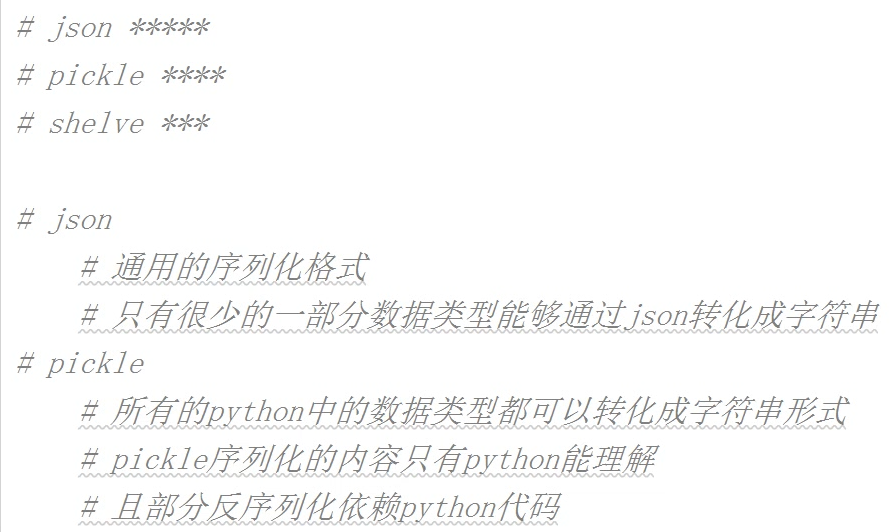 # json *****
# pickle ****
# shelve ***
# json
# 通用的序列化格式
# 只有很少的一部分数据类型能够通过json转化成字符串
# pickle
# 所有的python中的数据类型都可以转化成字符串形式
# pickle序列化的内容只有python能理解
# 且部分反序列化依赖python代码